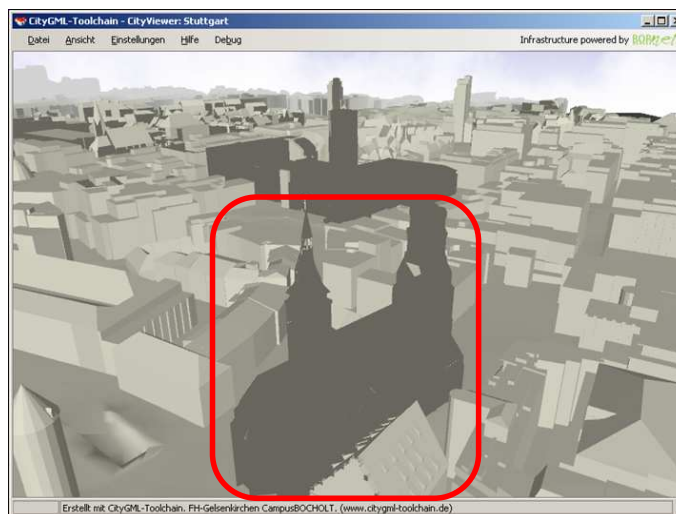 CityGML-Toolchain - CityViewer: Stuttgart
Datei Ansicht Einstellungen Hilfe Debug Infrastructure powered by
Erstellt mit CityGML-Toolchain. FH-Gelsenkirchen CampusBOCHOLT. (www.citygml-toolchain.de)